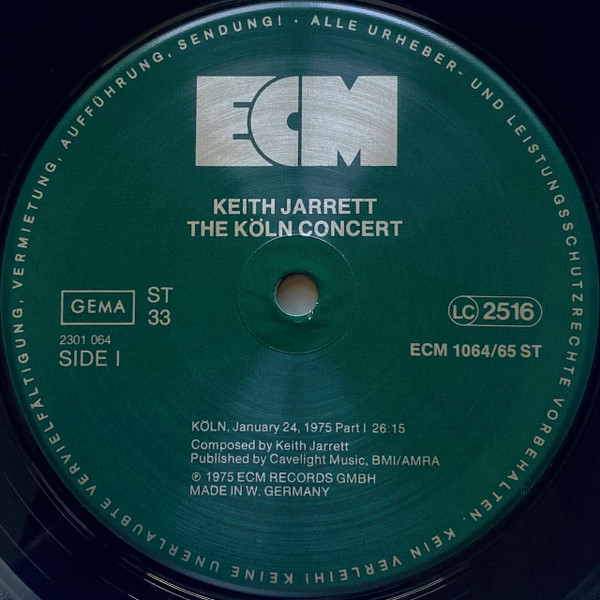 ALLE URHEBER- UND LEISTUNGSSCHUTZRECHTE VORBEHALTEN. KEIN VERLEIH! KEINE UNERLAUBTE VERVIELFÄLTIGUNG, VERMIETUNG, AUFFÜHRUNG, SENDUNG! ·
ECM
KEITH JARRETT
THE KÖLN CONCERT
GEMA
ST
33
LC 2516
2301 064
SIDE I
ECM 1064/65 ST
KÖLN, January 24, 1975 Part I 26:15
Composed by Keith Jarrett
Published by Cavelight Music, BMI/AMRA
℗ 1975 ECM RECORDS GMBH
MADE IN W. GERMANY